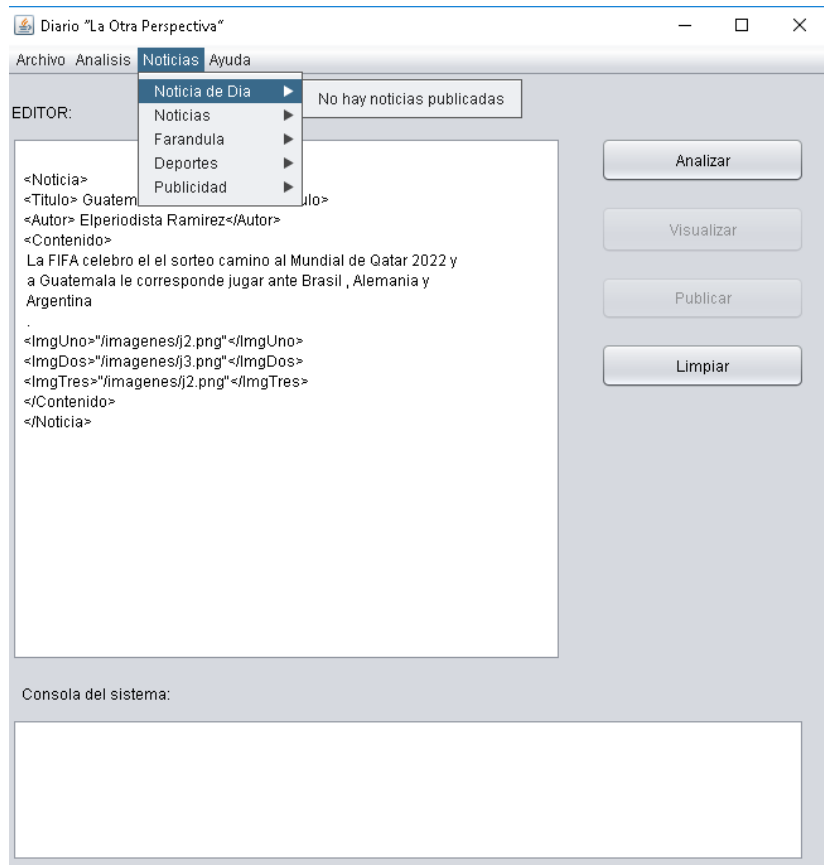 Diario "La Otra Perspectiva"
Archivo Analisis Noticias Ayuda
Noticia de Dia
No hay noticias publicadas
Noticias
Farandula
Deportes
Publicidad
EDITOR:
<Noticia>
<Titulo> Guatem
ulo>
<Autor> Elperiodista Ramirez</Autor>
<Contenido>
La FIFA celebro el el sorteo camino al Mundial de Qatar 2022 y
a Guatemala le corresponde jugar ante Brasil , Alemania y
Argentina
.
<ImgUno>"/imagenes/j2.png"</ImgUno>
<ImgDos>"/imagenes/j3.png"</ImgDos>
<ImgTres>"/imagenes/j2.png"</ImgTres>
</Contenido>
</Noticia>
Analizar
Visualizar
Publicar
Limpiar
Consola del sistema: